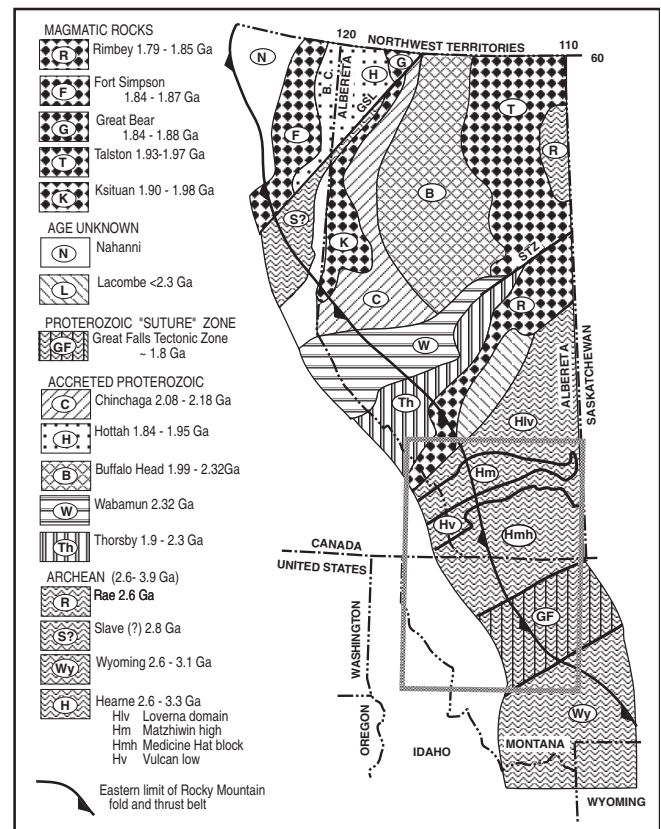 MAGMATIC ROCKS
R Rimbey 1.79 - 1.85 Ga
F Fort Simpson
1.84 - 1.87 Ga
G Great Bear
1.84 - 1.88 Ga
T Talston 1.93-1.97 Ga
K Ksituan 1.90 - 1.98 Ga
AGE UNKNOWN
N Nahanni
L Lacombe <2.3 Ga
PROTEROZOIC "SUTURE" ZONE
GF Great Falls Tectonic Zone
~ 1.8 Ga
ACCRETED PROTEROZOIC
C Chinchaga 2.08 - 2.18 Ga
H Hottah 1.84 - 1.95 Ga
B Buffalo Head 1.99 - 2.32Ga
W Wabamun 2.32 Ga
Th Thorsby 1.9 - 2.3 Ga
ARCHEAN (2.6- 3.9 Ga)
R Rae 2.6 Ga
S? Slave (?) 2.8 Ga
Wy Wyoming 2.6 - 3.1 Ga
H Hearne 2.6 - 3.3 Ga
Hlv Loverna domain
Hm Matzhiwin high
Hmh Medicine Hat block
Hv Vulcan low
Eastern limit of Rocky Mountain
fold and thrust belt
120
NORTHWEST TERRITORIES
110
60
N
B. C.
ALBERETA
H
G
GSL
F
T
R
S?
B
K
STZ
C
R
W
Th
ALBERETA
SASKATCHEWAN
Hlv
Hm
Hv
Hmh
CANADA
UNITED STATES
GF
WASHINGTON
OREGON
Wy
IDAHO
MONTANA
WYOMING